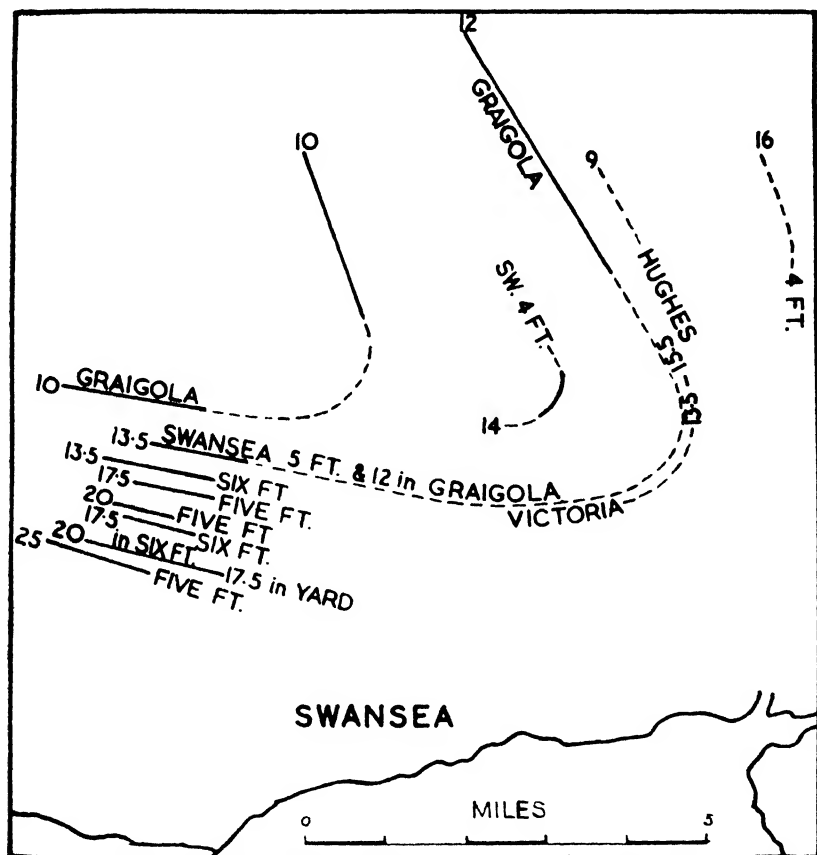 12
GRAIGOLA
10
9
HUGHES
16
4 FT.
SW. 4 FT.
14
10 GRAIGOLA
13.5 SWANSEA 5 FT. & 12 in GRAIGOLA
VICTORIA
13.5 SIX FT
17.5 FIVE FT.
20 FIVE FT
17.5 SIX FT.
20 in SIX FT. 17.5 in YARD
25 FIVE FT.
SWANSEA
MILES
0 5